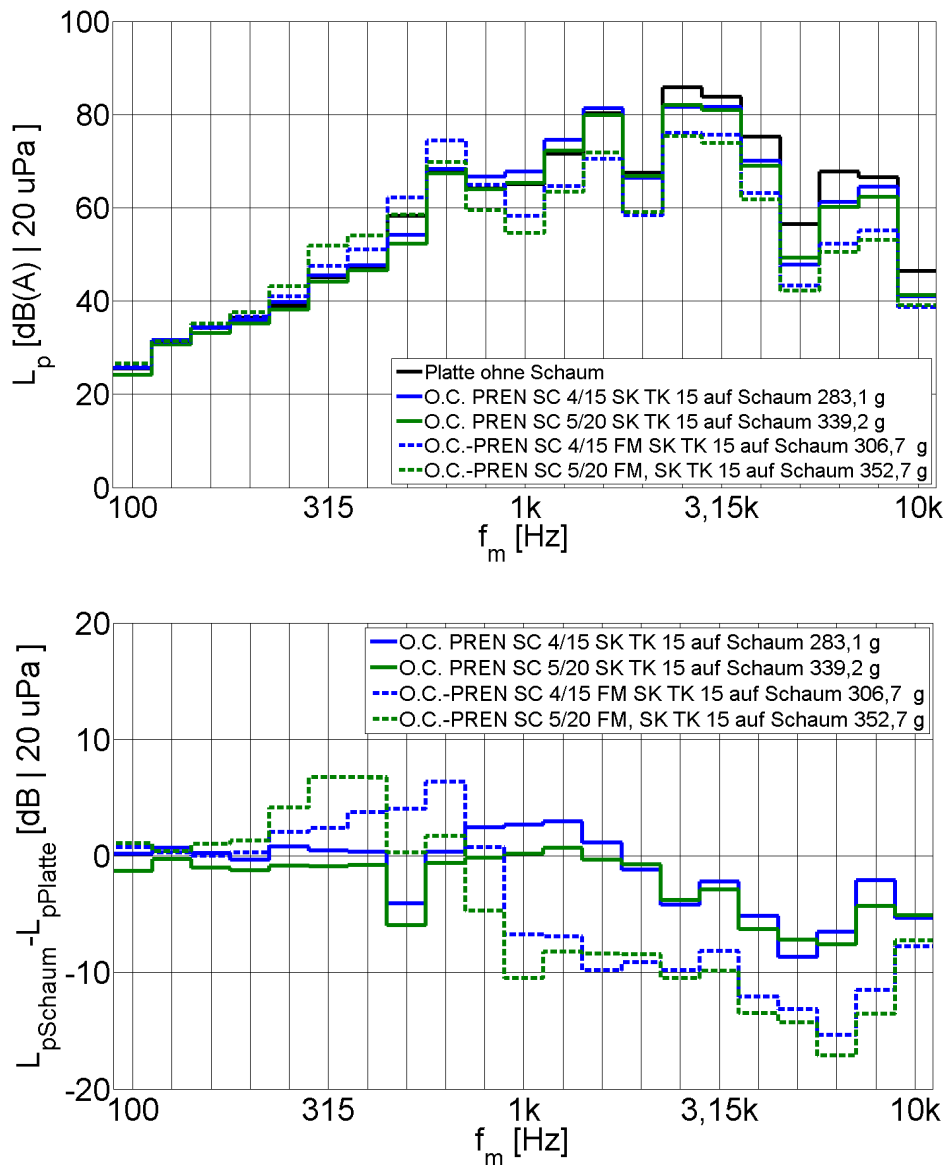 100
80
60
40
20
0
L_p [dB(A) | 20 uPa]
Platte ohne Schaum
O.C. PREN SC 4/15 SK TK 15 auf Schaum 283,1 g
O.C. PREN SC 5/20 SK TK 15 auf Schaum 339,2 g
O.C.-PREN SC 4/15 FM SK TK 15 auf Schaum 306,7 g
O.C.-PREN SC 5/20 FM, SK TK 15 auf Schaum 352,7 g
100 315 1k 3,15k 10k
f_m [Hz]
20
10
0
-10
-20
L_pSchaum-L_pPlatte [dB | 20 uPa]
O.C. PREN SC 4/15 SK TK 15 auf Schaum 283,1 g
O.C. PREN SC 5/20 SK TK 15 auf Schaum 339,2 g
O.C.-PREN SC 4/15 FM SK TK 15 auf Schaum 306,7 g
O.C.-PREN SC 5/20 FM, SK TK 15 auf Schaum 352,7 g
100 315 1k 3,15k 10k
f_m [Hz]